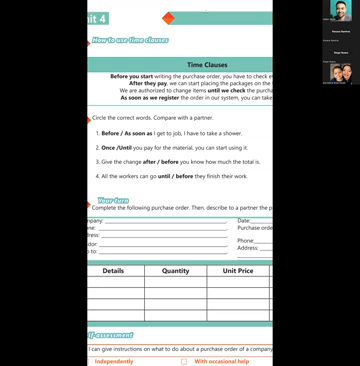 nit 4
How to use time clauses
Time Clauses
Before you start writing the purchase order, you have to check e
After they pay, we can start placing the packages on the
We are authorized to change items until we check the purcha
As soon as we register the order in our system, you can take
Circle the correct words. Compare with a partner.
1. Before / As soon as I get to job, I have to take a shower.
2. Once /Until you pay for the material, you can start using it.
3. Give the change after / before you know how much the total is.
4. All the workers can go until / before they finish their work.
Your turn
Complete the following purchase order. Then, describe to a partner the p
mpany:
Date:
Purchase orde
Phone:
Address:
Details Quantity Unit Price
lf-assessment
I can give instructions on what to do about a purchase order of a company
Independently
With occasional help